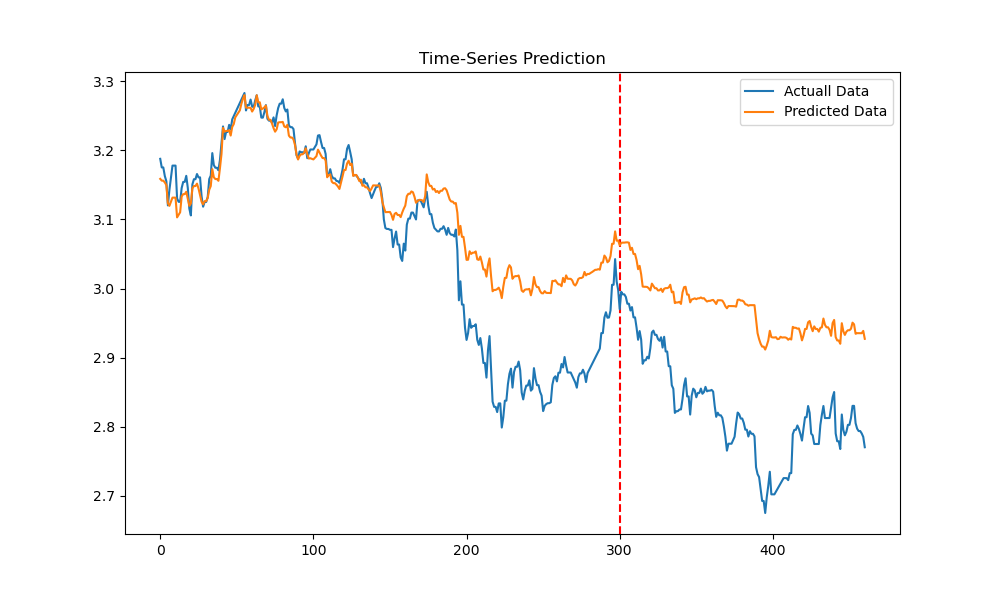 Time-Series Prediction
Actuall Data
Predicted Data
3.3
3.2
3.1
3.0
2.9
2.8
2.7
0 100 200 300 400